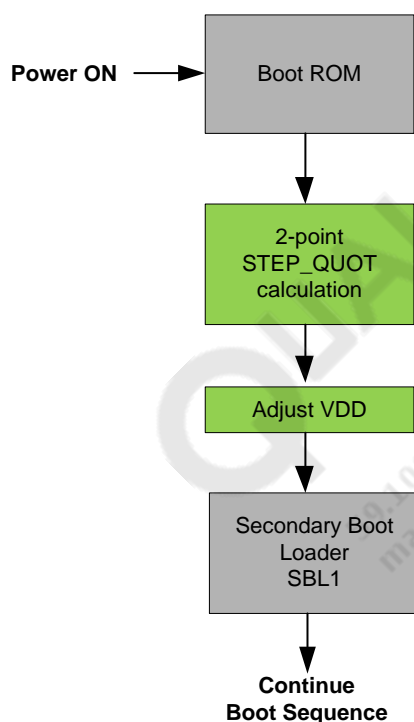 Power ON
Boot ROM
2-point
STEP_QUOT
calculation
Adjust VDD
Secondary Boot
Loader
SBL1
Continue
Boot Sequence